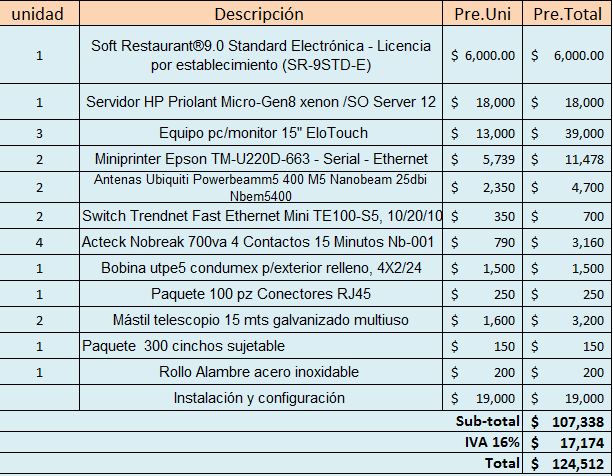 unidad Descripción Pre.Uni Pre.Total
1 Soft Restaurant®9.0 Standard Electrónica - Licencia
por establecimiento (SR-9STD-E) $ 6,000.00 $ 6,000.00
1 Servidor HP Priolant Micro-Gen8 xenon /SO Server 12 $ 18,000 $ 18,000
3 Equipo pc/monitor 15" EloTouch $ 13,000 $ 39,000
2 Miniprinter Epson TM-U220D-663 - Serial - Ethernet $ 5,739 $ 11,478
2 Antenas Ubiquiti Powerbeamm5 400 M5 Nanobeam 25dbi
Nbem5400 $ 2,350 $ 4,700
2 Switch Trendnet Fast Ethernet Mini TE100-S5, 10/20/10 $ 350 $ 700
4 Acteck Nobreak 700va 4 Contactos 15 Minutos Nb-001 $ 790 $ 3,160
1 Bobina utpe5 condumex p/exterior relleno, 4X2/24 $ 1,500 $ 1,500
1 Paquete 100 pz Conectores RJ45 $ 250 $ 250
2 Mástil telescopio 15 mts galvanizado multiuso $ 1,600 $ 3,200
1 Paquete 300 cinchos sujetable $ 150 $ 150
1 Rollo Alambre acero inoxidable $ 200 $ 200
Instalación y configuración $ 19,000 $ 19,000
Sub-total $ 107,338
IVA 16% $ 17,174
Total $ 124,512